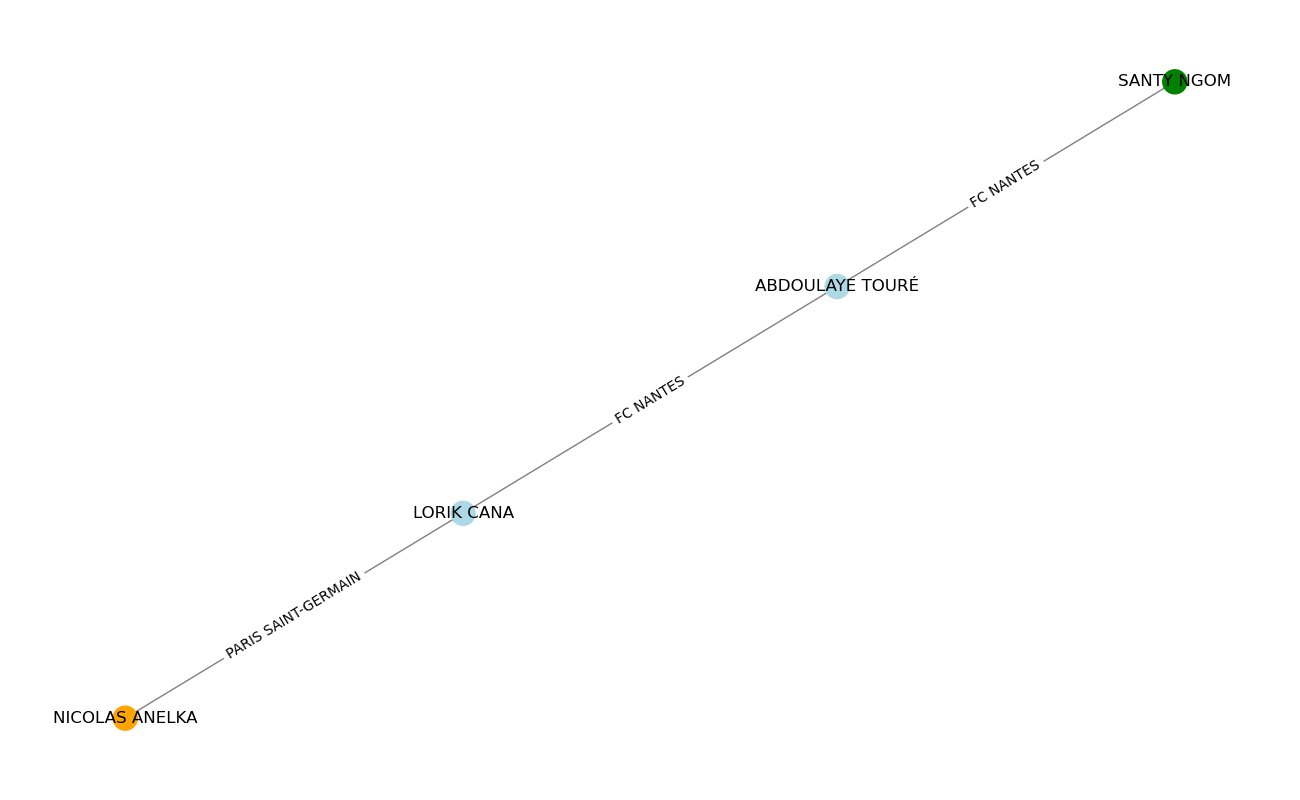 SANTY NGOM
FC NANTES
ABDOULAYE TOURÉ
FC NANTES
LORIK CANA
PARIS SAINT-GERMAIN
NICOLAS ANELKA